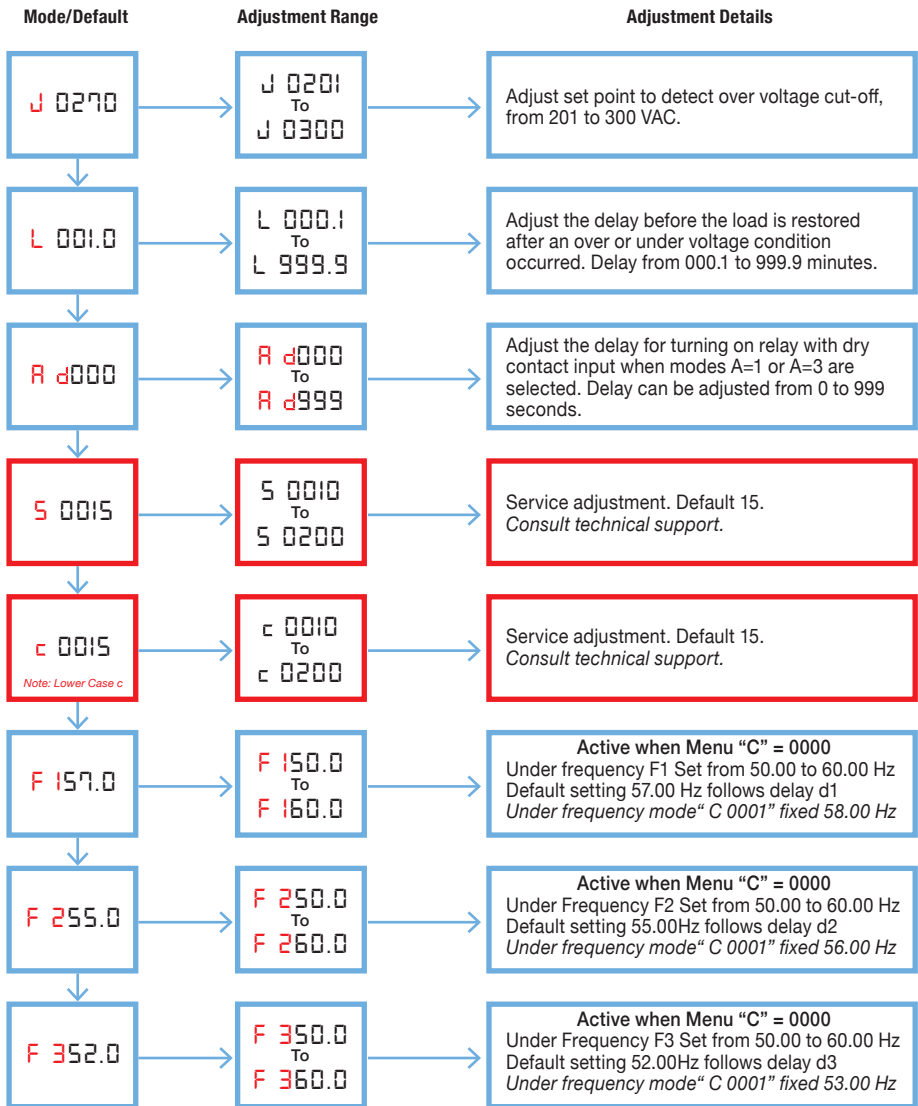 Mode/Default Adjustment Range Adjustment Details
J 0270
J 0201
To
J 0300
Adjust set point to detect over voltage cut-off,
from 201 to 300 VAC.
L 001.0
L 000.1
To
L 999.9
Adjust the delay before the load is restored
after an over or under voltage condition
occurred. Delay from 000.1 to 999.9 minutes.
A d000
A d000
To
A d999
Adjust the delay for turning on relay with dry
contact input when modes A=1 or A=3 are
selected. Delay can be adjusted from 0 to 999
seconds.
S 0015
S 0010
To
S 0200
Service adjustment. Default 15.
Consult technical support.
c 0015
Note: Lower Case c
c 0010
To
c 0200
Service adjustment. Default 15.
Consult technical support.
F 157.0
F 150.0
To
F 160.0
Active when Menu “C” = 0000
Under frequency F1 Set from 50.00 to 60.00 Hz
Default setting 57.00 Hz follows delay d1
Under frequency mode“ C 0001” fixed 58.00 Hz
F 255.0
F 250.0
To
F 260.0
Active when Menu “C” = 0000
Under Frequency F2 Set from 50.00 to 60.00 Hz
Default setting 55.00Hz follows delay d2
Under frequency mode“ C 0001” fixed 56.00 Hz
F 352.0
F 350.0
To
F 360.0
Active when Menu “C” = 0000
Under Frequency F3 Set from 50.00 to 60.00 Hz
Default setting 52.00Hz follows delay d3
Under frequency mode“ C 0001” fixed 53.00 Hz